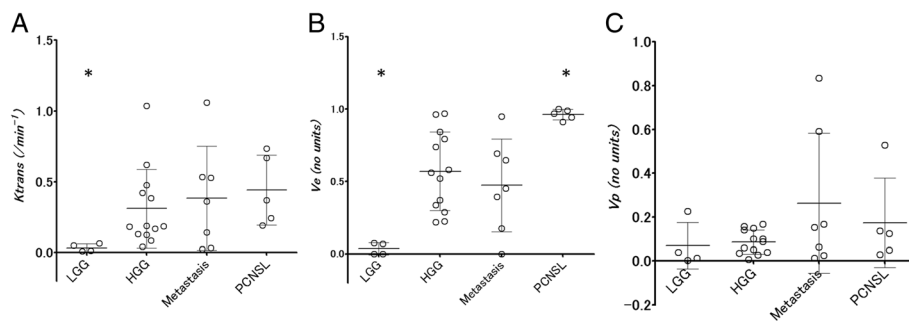 A
Ktrans (/min⁻¹)
1.5
1.0
0.5
0.0
*
LGG
HGG
Metastasis
PCNSL
B
Ve (no units)
1.5
1.0
0.5
0.0
*
*
LGG
HGG
Metastasis
PCNSL
C
Vp (no units)
1.0
0.8
0.6
0.4
0.2
0.0
-0.2
LGG
HGG
Metastasis
PCNSL